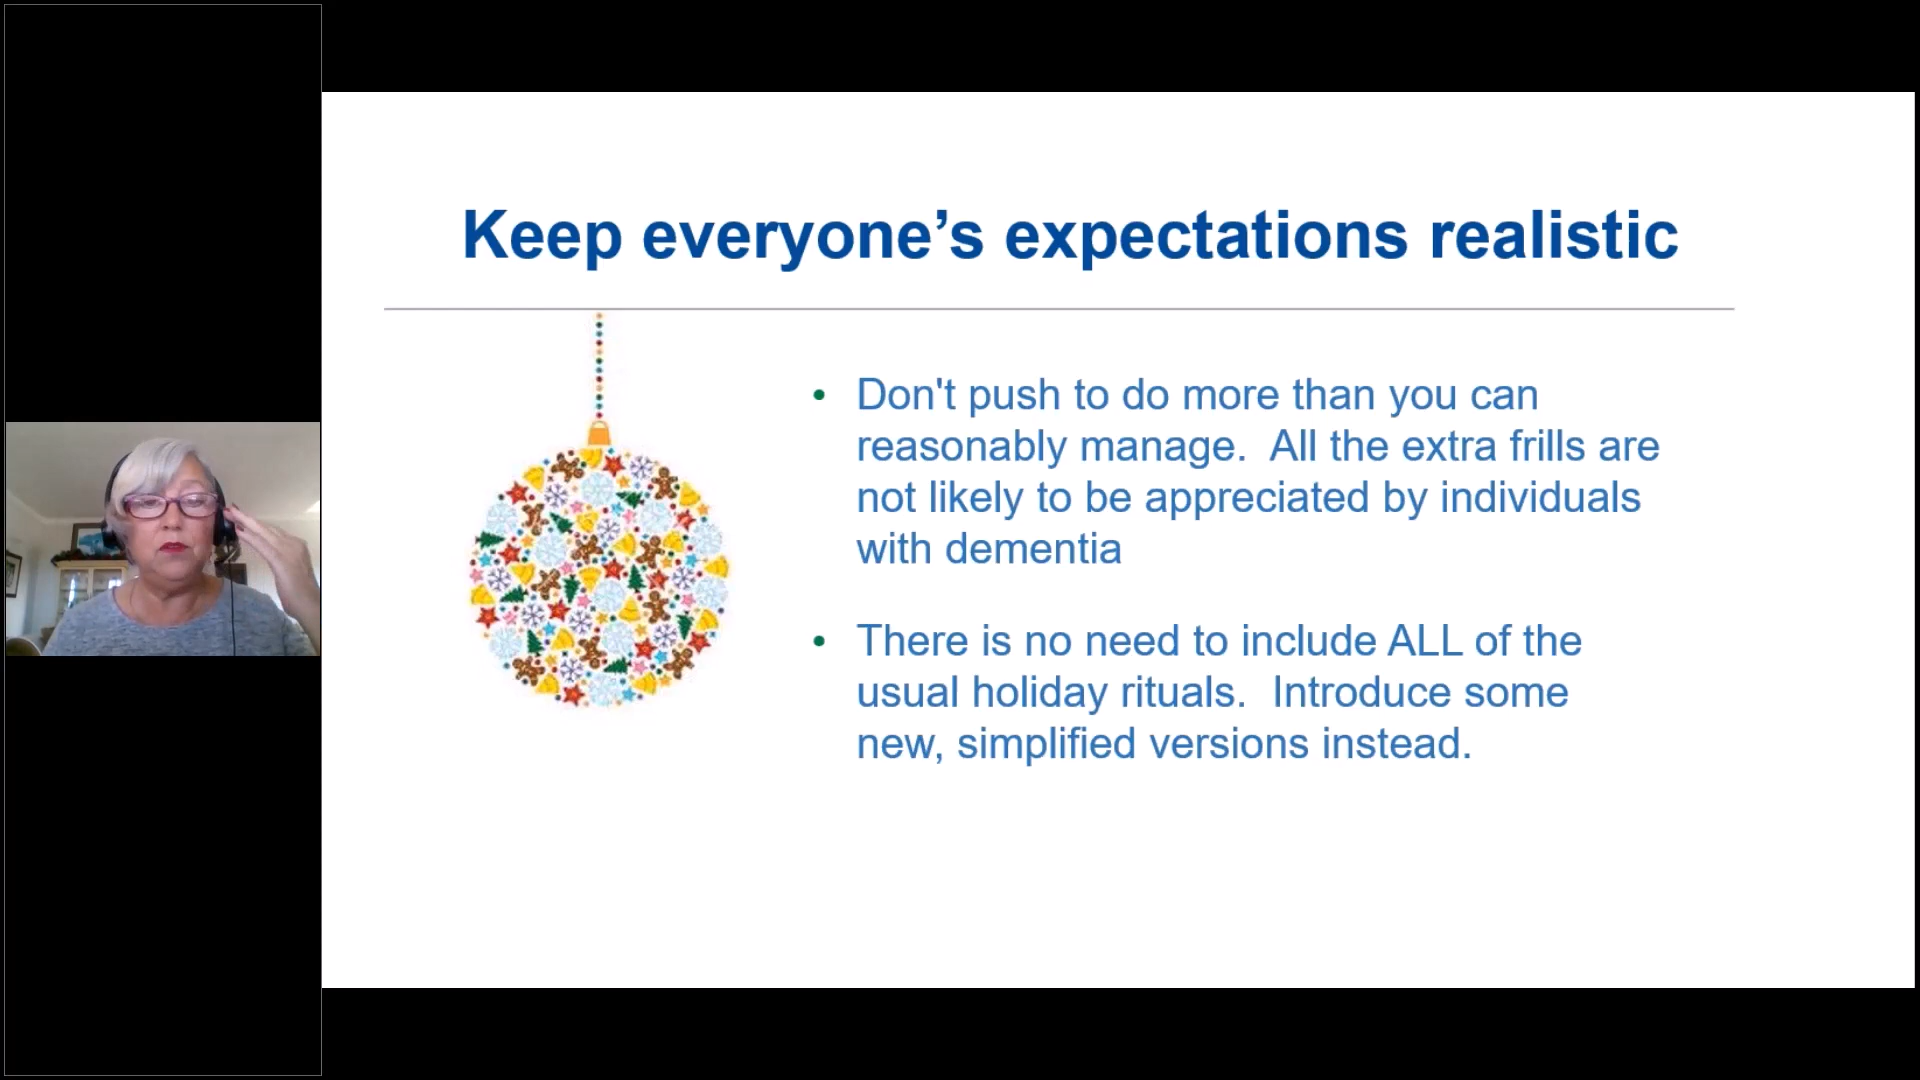 Keep everyone’s expectations realistic
• Don't push to do more than you can
reasonably manage.  All the extra frills are
not likely to be appreciated by individuals
with dementia
• There is no need to include ALL of the
usual holiday rituals.  Introduce some
new, simplified versions instead.